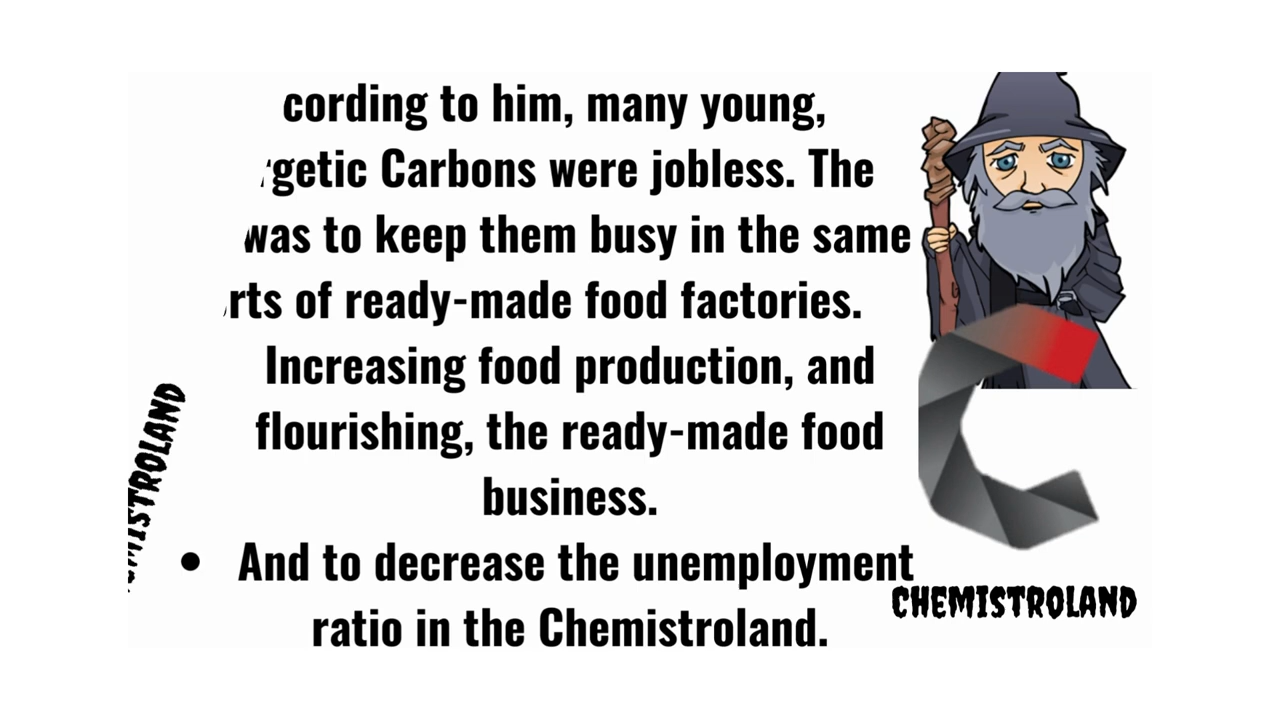 cording to him, many young,
getic Carbons were jobless. The
was to keep them busy in the same
rts of ready-made food factories.
Increasing food production, and
flourishing, the ready-made food
business.
• And to decrease the unemployment
ratio in the Chemistroland.
MISTROLAND
CHEMISTROLAND